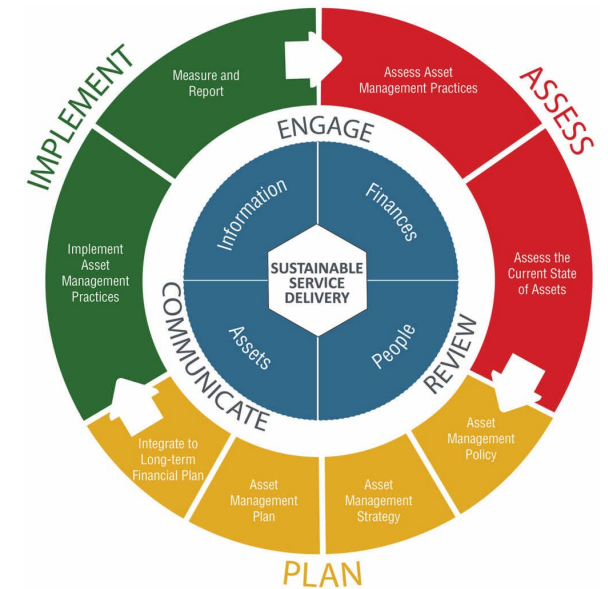 IMPLEMENT
ASSESS
PLAN
Measure and
Report
Assess Asset
Management Practices
Assess the
Current State
of Assets
Asset
Management
Policy
Asset
Management
Strategy
Asset
Management
Plan
Integrate to
Long-term
Financial Plan
Implement
Asset
Management
Practices
ENGAGE
REVIEW
COMMUNICATE
Information
Finances
People
Assets
SUSTAINABLE
SERVICE
DELIVERY